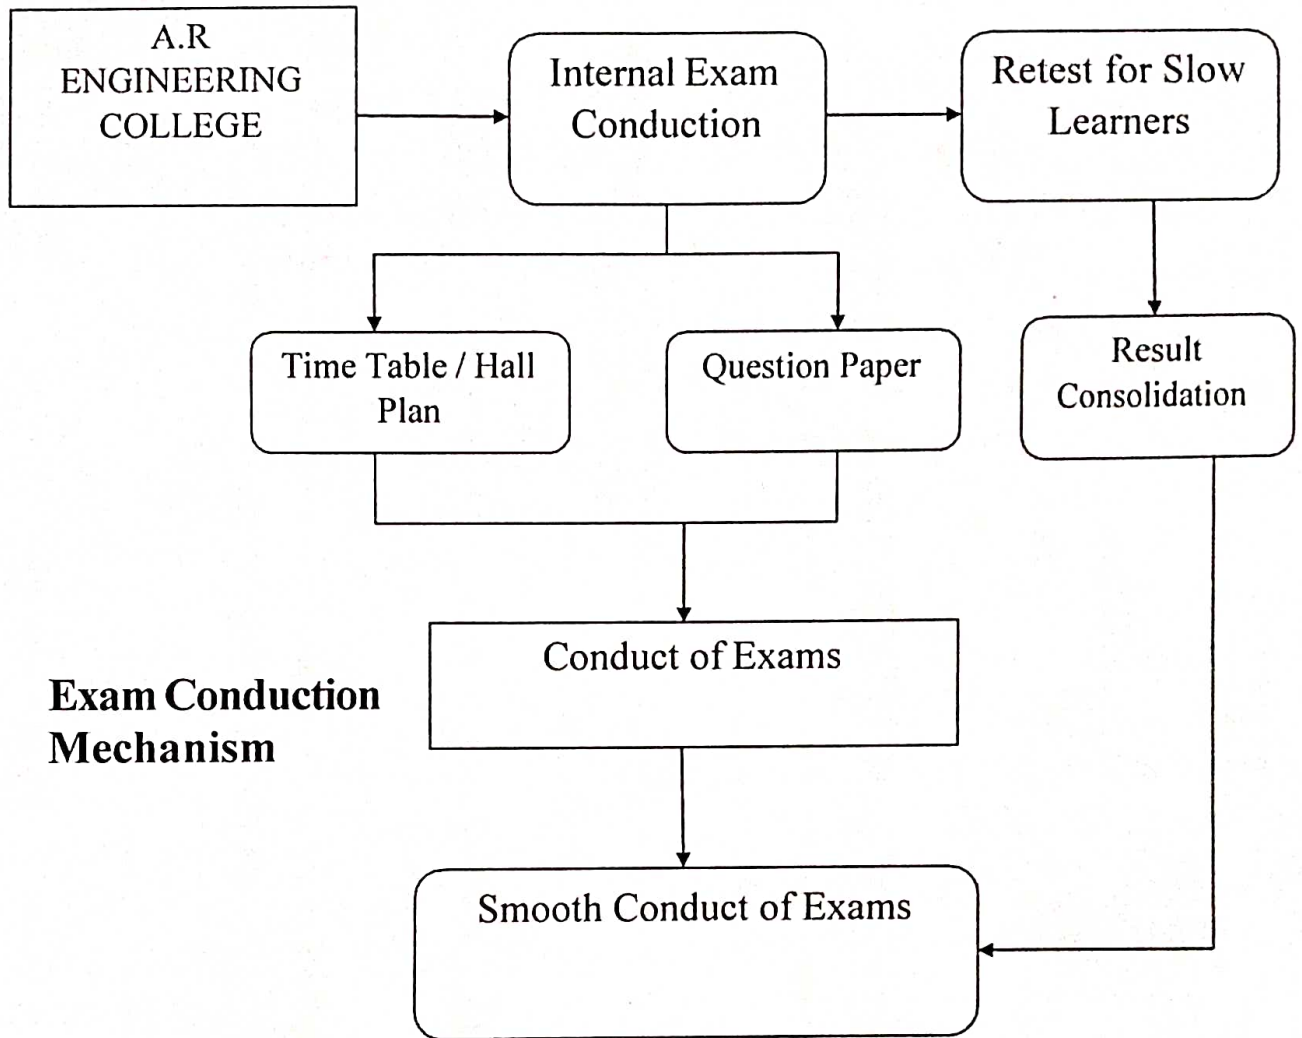 A.R
ENGINEERING
COLLEGE
Internal Exam
Conduction
Retest for Slow
Learners
Time Table / Hall
Plan
Question Paper
Result
Consolidation
Conduct of Exams
Exam Conduction
Mechanism
Smooth Conduct of Exams